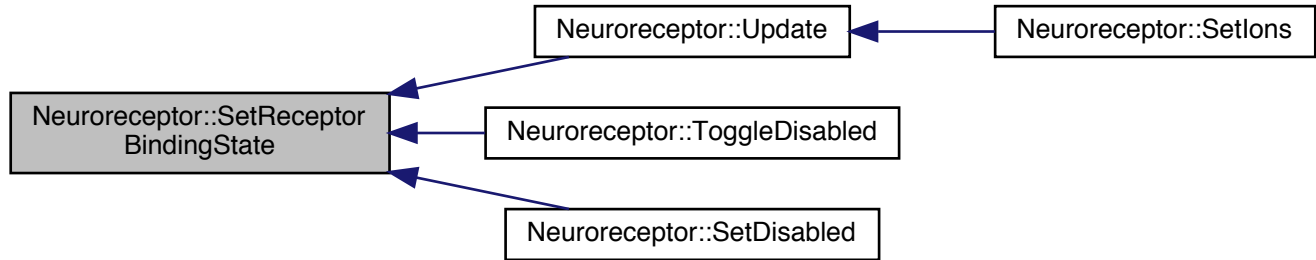 Neuroreceptor::Update
Neuroreceptor::SetIons
Neuroreceptor::SetReceptor
BindingState
Neuroreceptor::ToggleDisabled
Neuroreceptor::SetDisabled